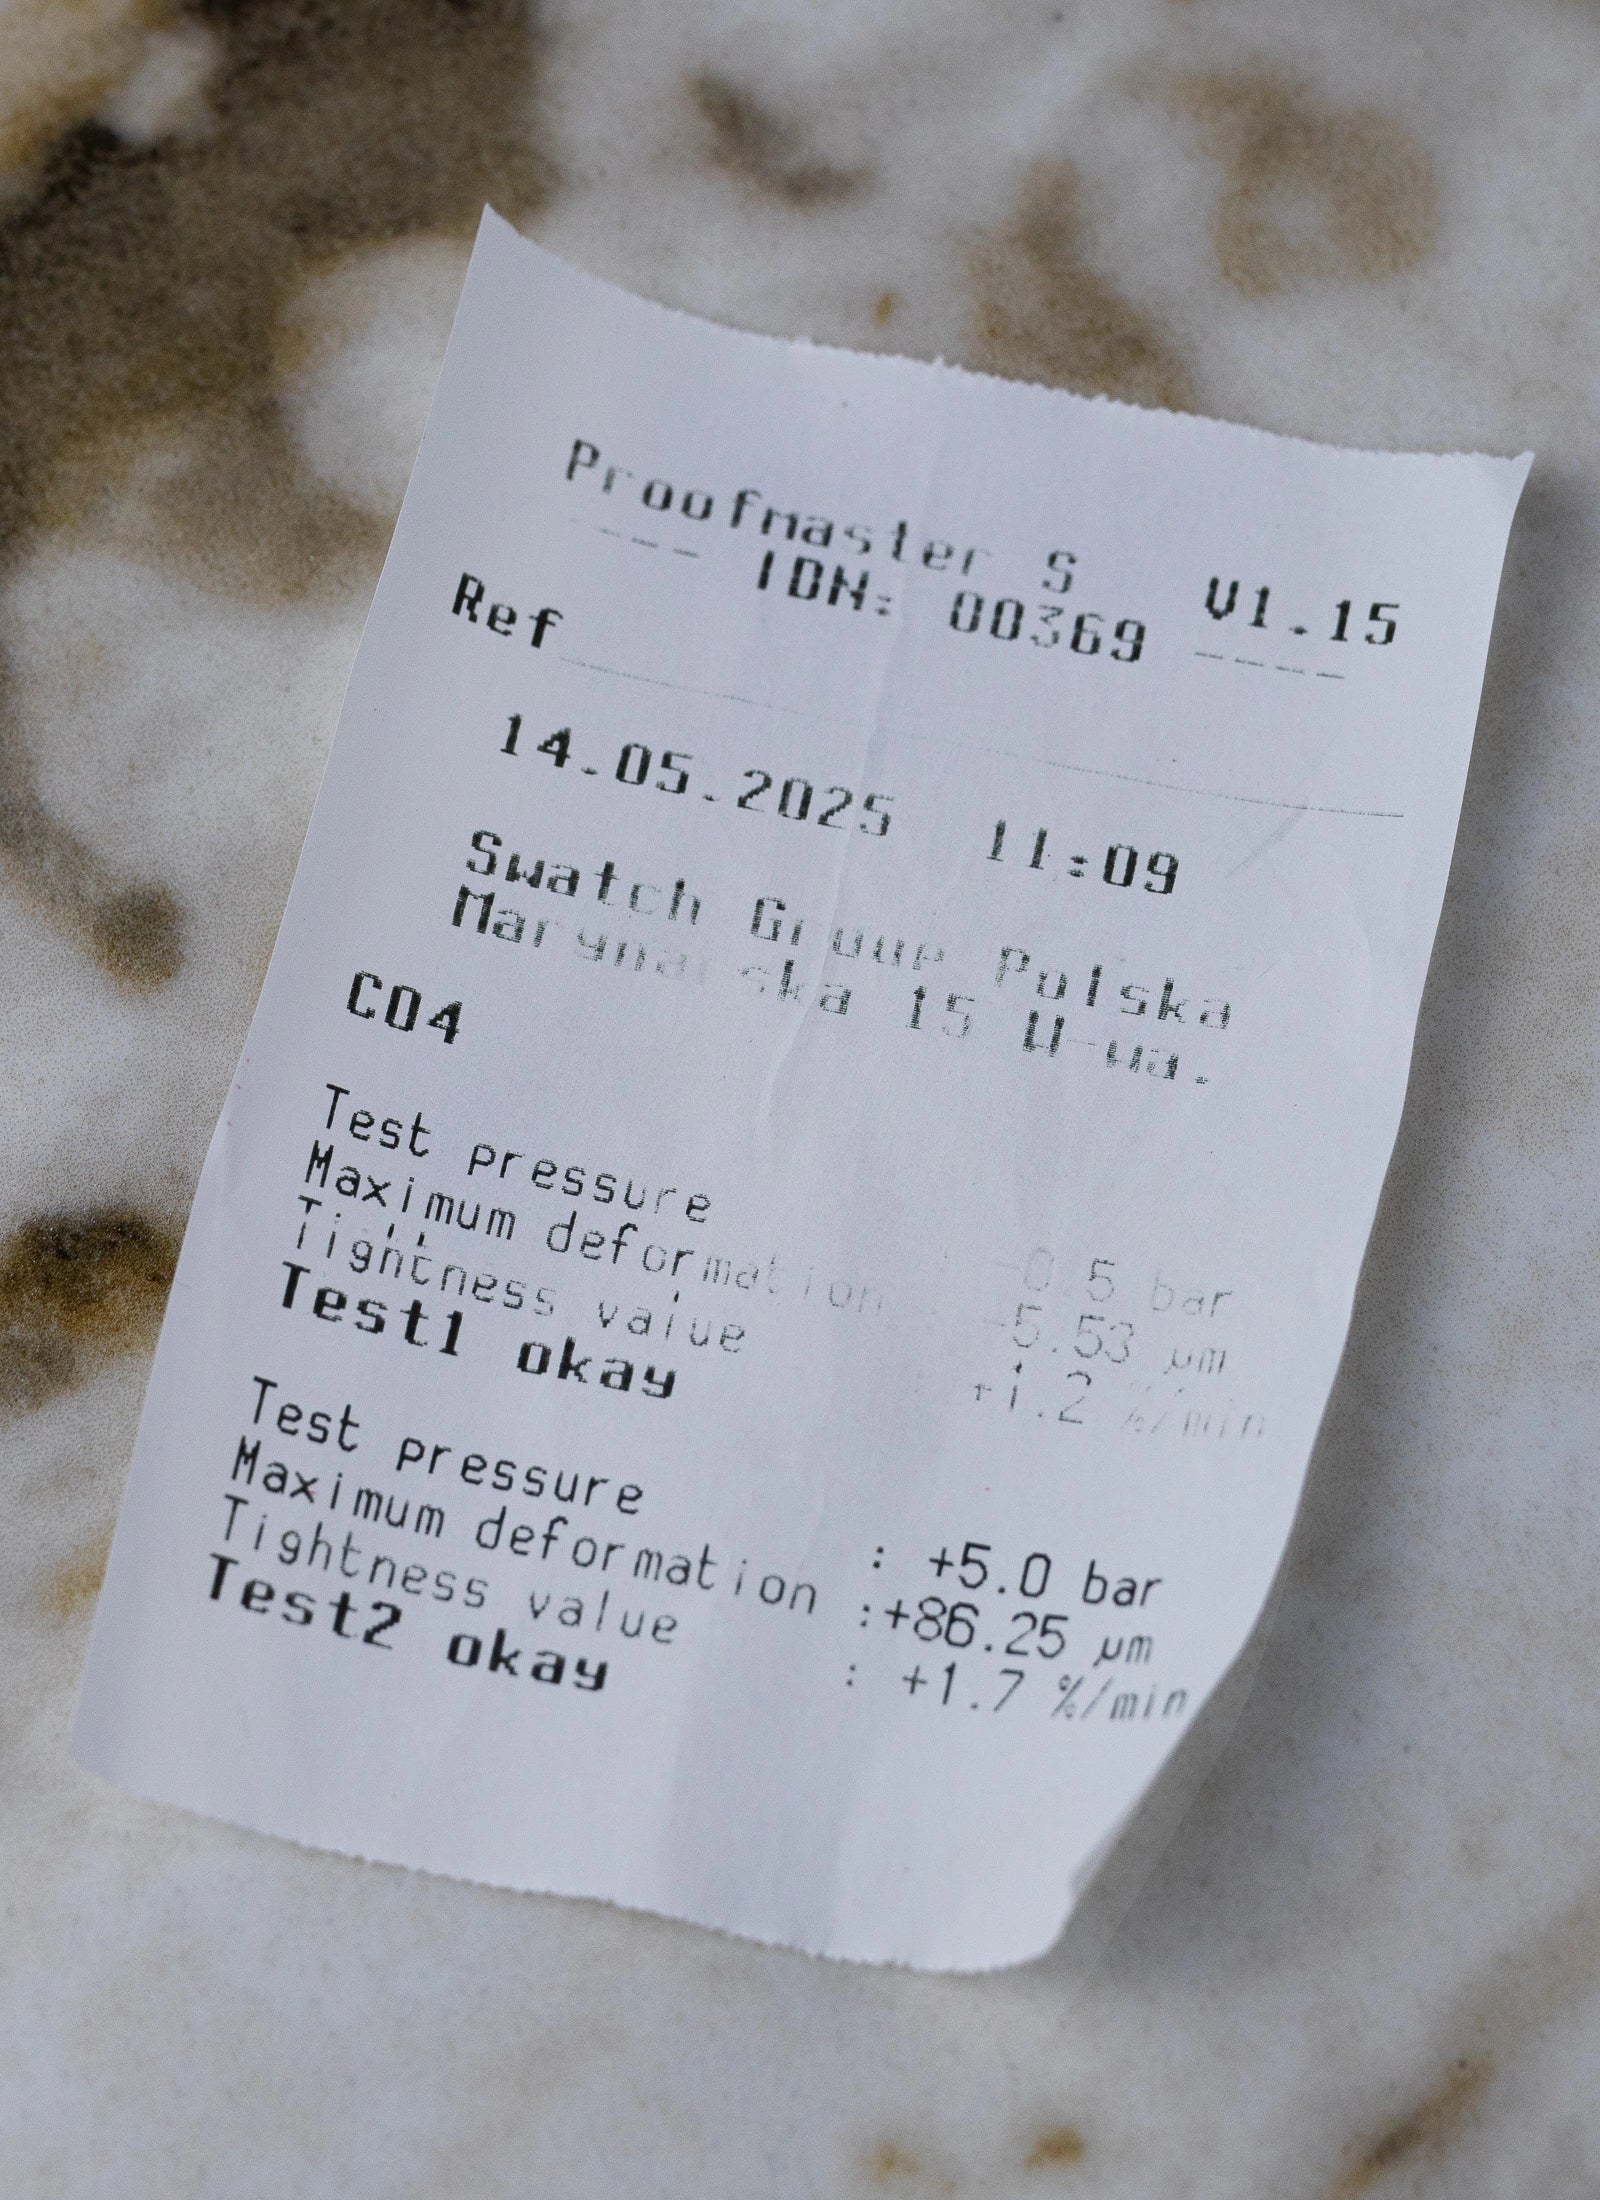 Proofmaster S V1.15
--- IDN: 00369 ----
Ref
14.05.2025 11:09
Swatch Group Polska
Marynarska 15 W-wa.
C04
Test pressure : -0.5 bar
Maximum deformation : -5.53 µm
Tightness value : +1.2 %/min
Test1 okay
Test pressure : +5.0 bar
Maximum deformation :+86.25 µm
Tightness value : +1.7 %/min
Test2 okay